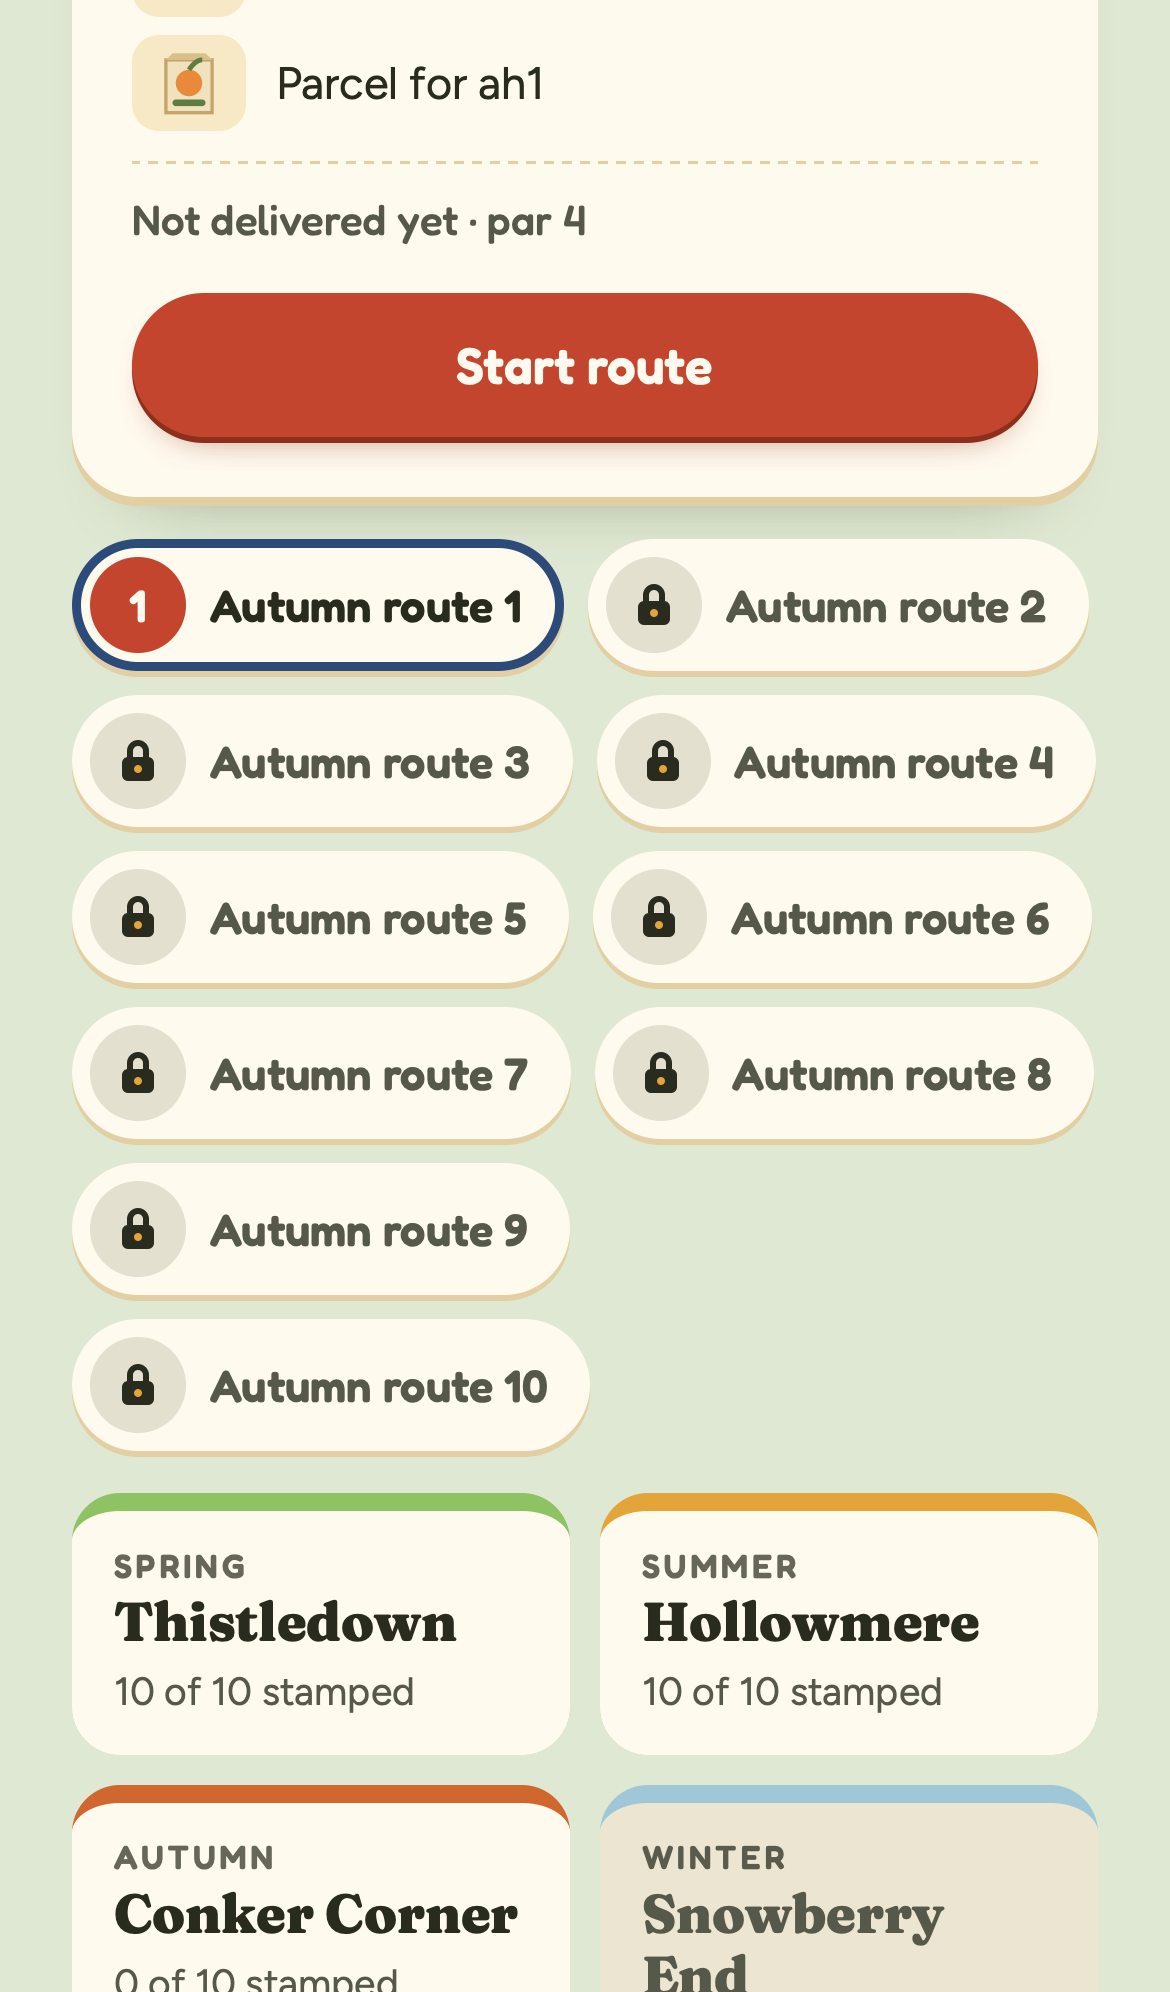 Parcel for ah1
Not delivered yet · par 4
Start route
1 Autumn route 1
Autumn route 2
Autumn route 3
Autumn route 4
Autumn route 5
Autumn route 6
Autumn route 7
Autumn route 8
Autumn route 9
Autumn route 10
SPRING
Thistledown
10 of 10 stamped
SUMMER
Hollowmere
10 of 10 stamped
AUTUMN
Conker Corner
0 of 10 stamped
WINTER
Snowberry
End